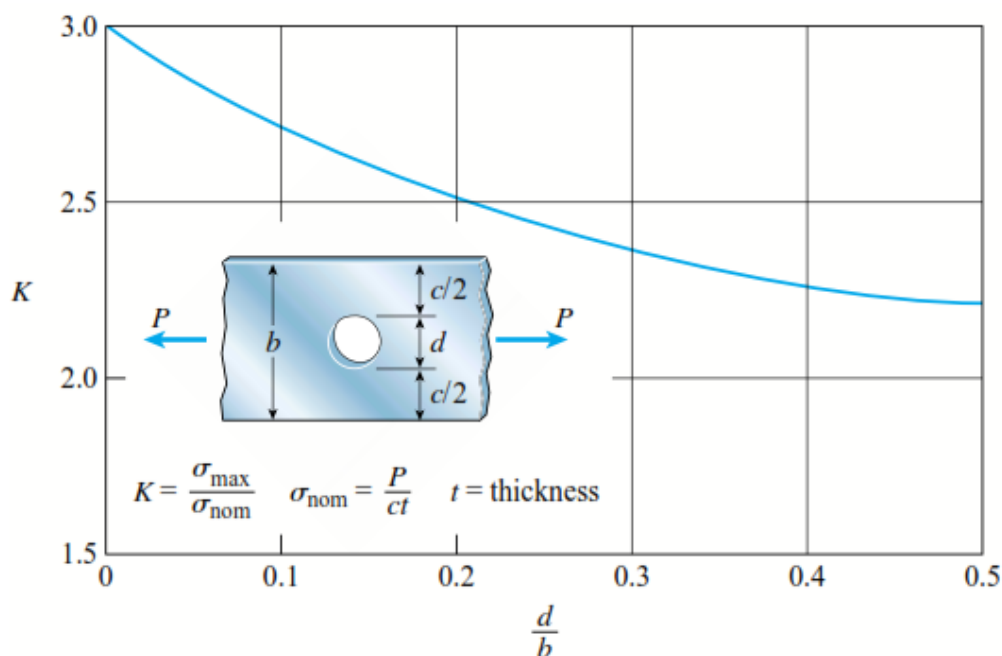 3.0
2.5
K
2.0
1.5
P
b
c/2
d
c/2
P
K = σmax/σnom σnom = P/ct t = thickness
0 0.1 0.2 0.3 0.4 0.5
d/b